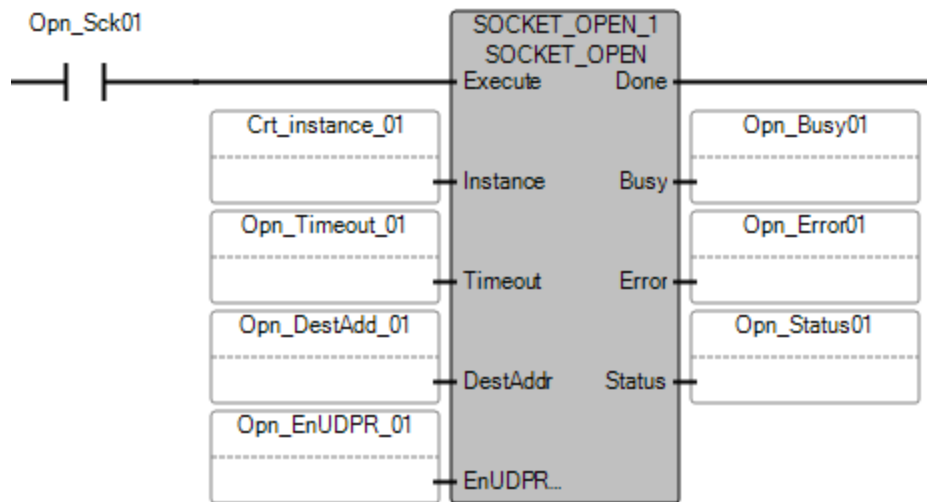 Opn_Sck01
SOCKET_OPEN_1
SOCKET_OPEN
Execute Done
Crt_instance_01
Opn_Busy01
Instance Busy
Opn_Timeout_01
Opn_Error01
Timeout Error
Opn_DestAdd_01
Opn_Status01
DestAddr Status
Opn_EnUDPR_01
EnUDPR...